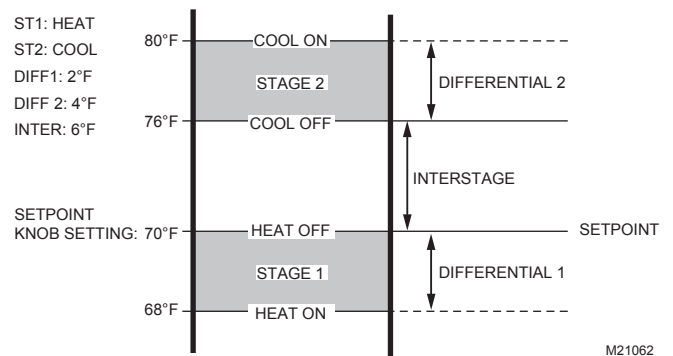 ST1: HEAT
ST2: COOL
DIFF1: 2°F
DIFF 2: 4°F
INTER: 6°F
80°F
COOL ON
STAGE 2
DIFFERENTIAL 2
76°F
COOL OFF
INTERSTAGE
SETPOINT
KNOB SETTING: 70°F
HEAT OFF
SETPOINT
STAGE 1
DIFFERENTIAL 1
68°F
HEAT ON
M21062